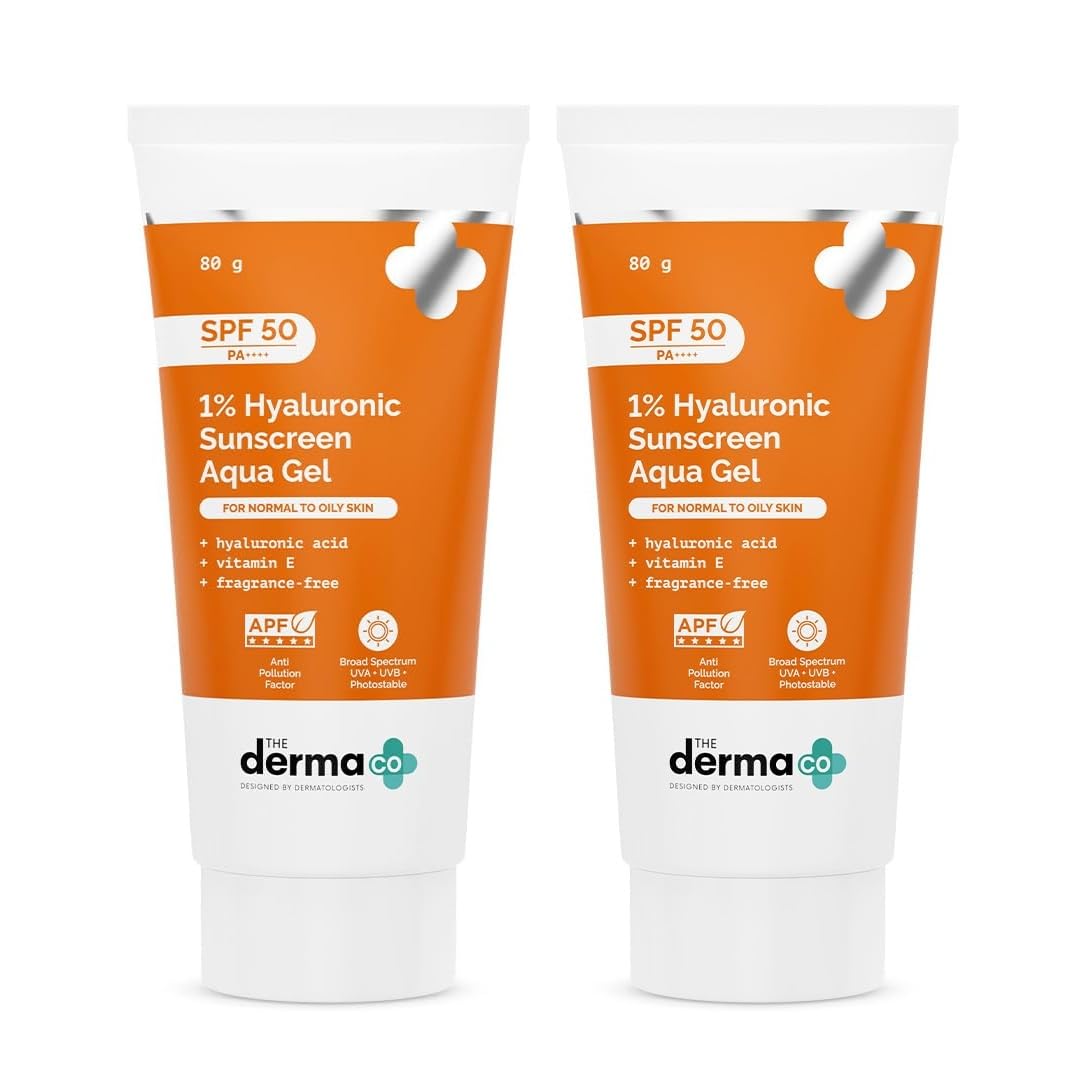 80 g
SPF 50
PA++++
1% Hyaluronic
Sunscreen
Aqua Gel
FOR NORMAL TO OILY SKIN
+ hyaluronic acid
+ vitamin E
+ fragrance-free
APF
Anti
Pollution
Factor
Broad Spectrum
UVA + UVB +
Photostable
THE
derma co
DESIGNED BY DERMATOLOGISTS
80 g
SPF 50
PA++++
1% Hyaluronic
Sunscreen
Aqua Gel
FOR NORMAL TO OILY SKIN
+ hyaluronic acid
+ vitamin E
+ fragrance-free
APF
Anti
Pollution
Factor
Broad Spectrum
UVA + UVB +
Photostable
THE
derma co
DESIGNED BY DERMATOLOGISTS